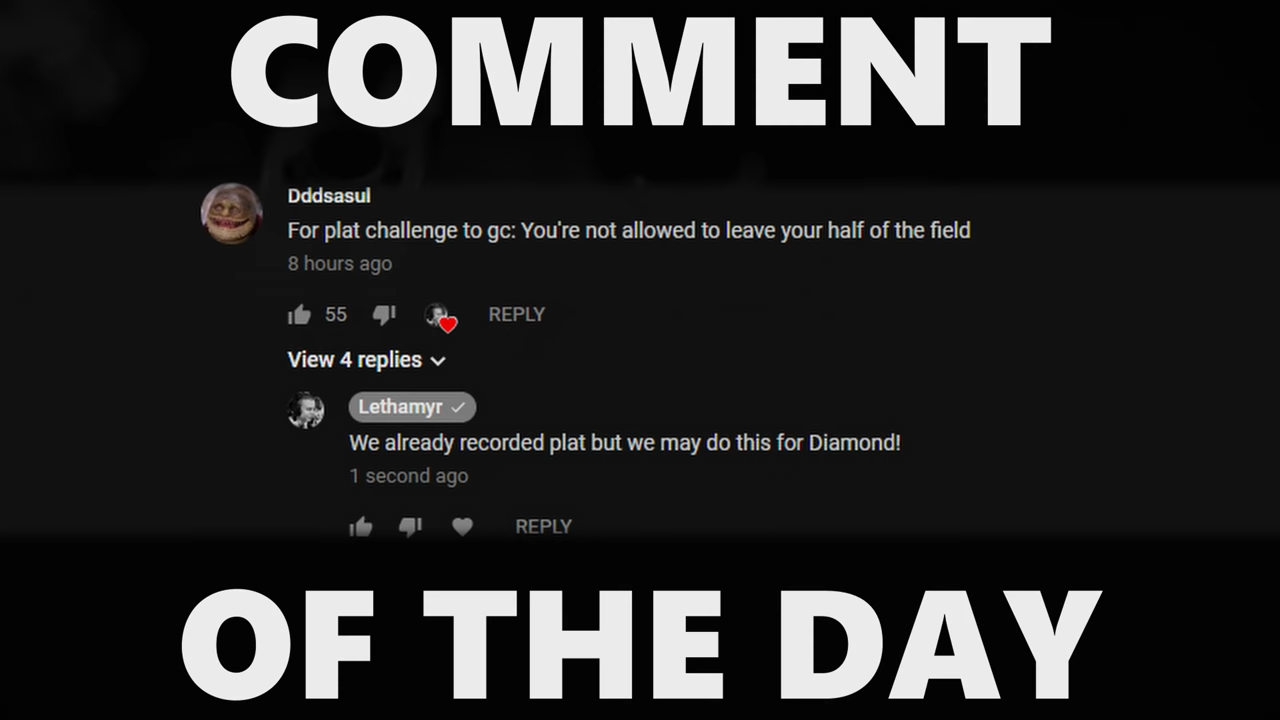 COMMENT
Dddsasul
For plat challenge to gc: You're not allowed to leave your half of the field
8 hours ago
55 REPLY
View 4 replies
Lethamyr
We already recorded plat but we may do this for Diamond!
1 second ago
REPLY
OF THE DAY